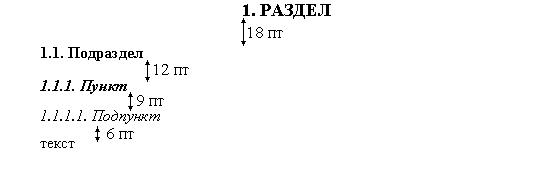 1. РАЗДЕЛ
18 пт
1.1. Подраздел
12 пт
1.1.1. Пункт
9 пт
1.1.1.1. Подпункт
6 пт
текст